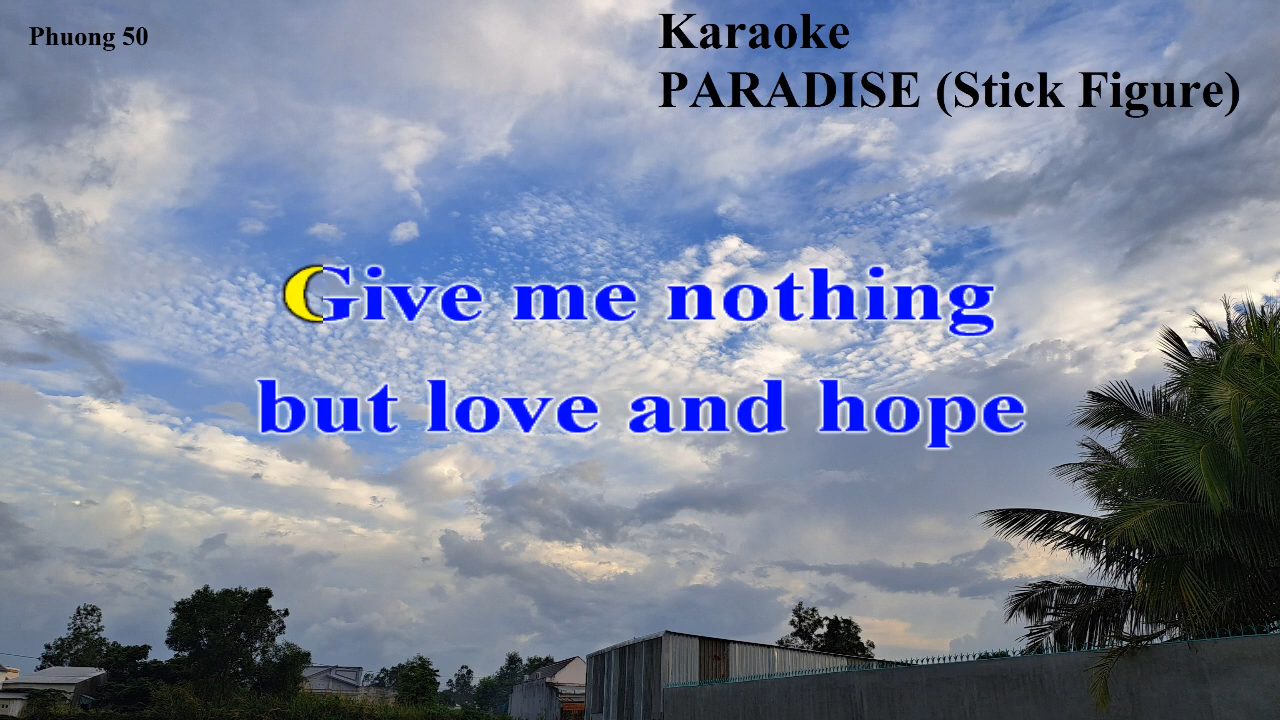 Phuong 50
Karaoke
PARADISE (Stick Figure)
Give me nothing
but love and hope